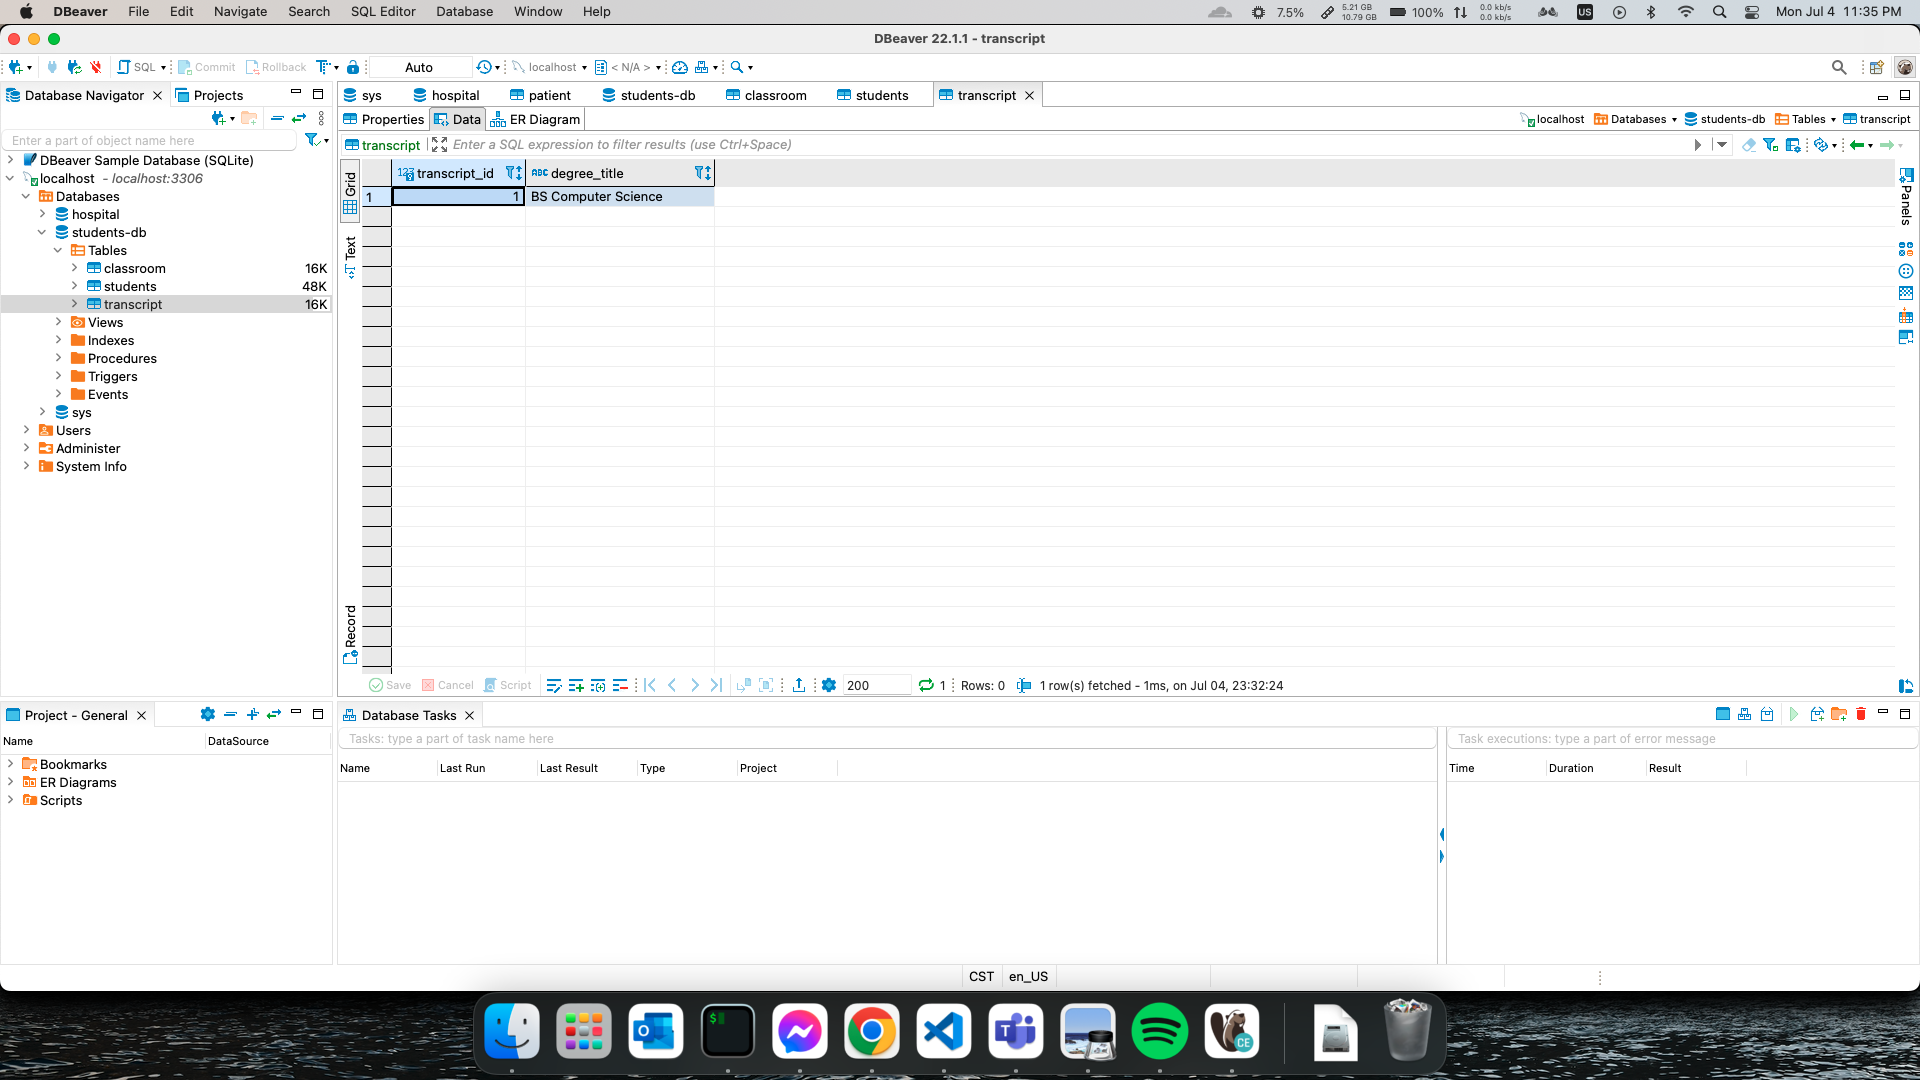 DBeaver File Edit Navigate Search SQL Editor Database Window Help 7.5% 5.21 GB 10.79 GB 100% 0.0 kb/s 0.0 kb/s US Mon Jul 4 11:35 PM
DBeaver 22.1.1 - transcript
SQL Commit Rollback Auto localhost < N/A >
Database Navigator Projects
Enter a part of object name here
DBeaver Sample Database (SQLite)
localhost - localhost:3306
Databases
hospital
students-db
Tables
classroom 16K
students 48K
transcript 16K
Views
Indexes
Procedures
Triggers
Events
sys
Users
Administer
System Info
sys hospital patient students-db classroom students transcript
Properties Data ER Diagram localhost Databases students-db Tables transcript
transcript Enter a SQL expression to filter results (use Ctrl+Space)
Grid
Text
Record
123 transcript_id ABC degree_title
1 1 BS Computer Science
Panels
Save Cancel Script 200 1 Rows: 0 1 row(s) fetched - 1ms, on Jul 04, 23:32:24
Project - General
Name DataSource
Bookmarks
ER Diagrams
Scripts
Database Tasks
Tasks: type a part of task name here
Name Last Run Last Result Type Project
Task executions: type a part of error message
Time Duration Result
CST en_US
$
CE